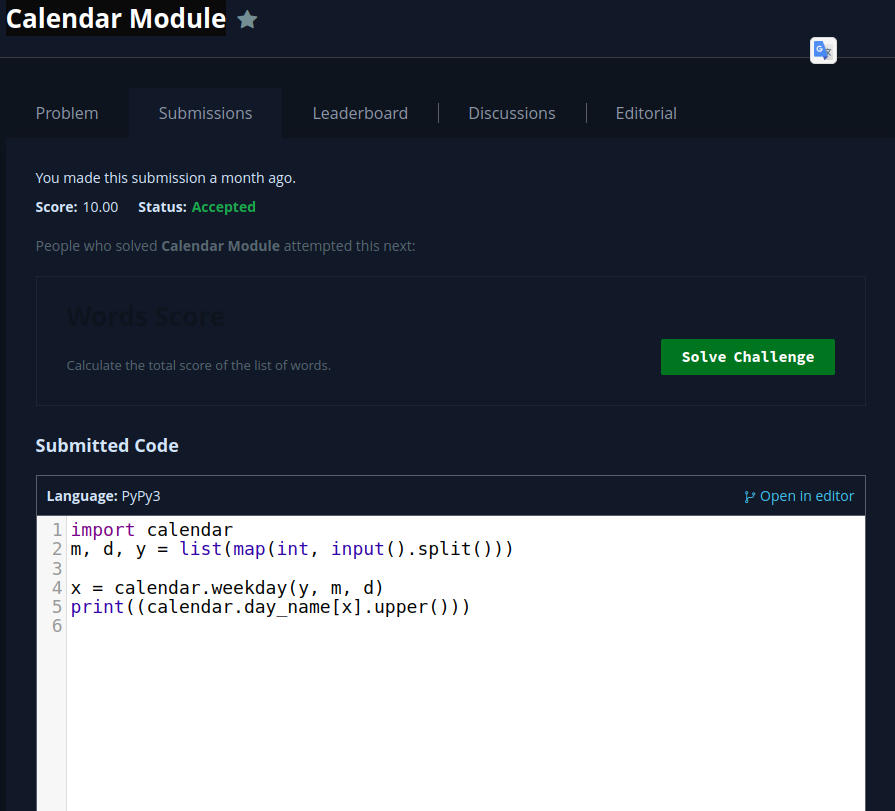 Calendar Module
Problem
Submissions
Leaderboard
Discussions
Editorial
You made this submission a month ago.
Score: 10.00 Status: Accepted
People who solved Calendar Module attempted this next:
Words Score
Calculate the total score of the list of words.
Solve Challenge
Submitted Code
Language: PyPy3
Open in editor
1 import calendar
2 m, d, y = list(map(int, input().split()))
3
4 x = calendar.weekday(y, m, d)
5 print((calendar.day_name[x].upper()))
6